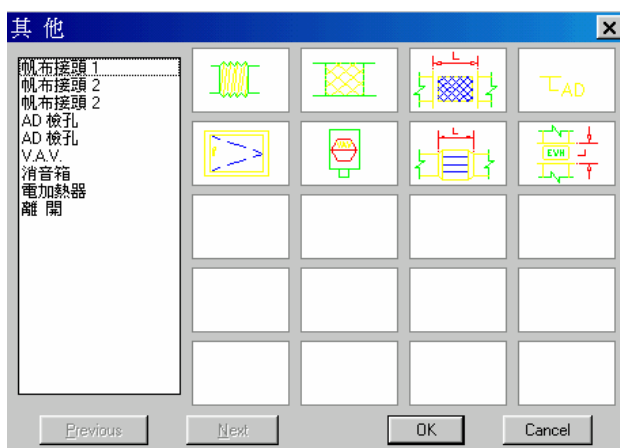 其 他
帆布接頭 1
帆布接頭 2
帆布接頭 2
AD 檢孔
AD 檢孔
V.A.V.
消音箱
電加熱器
離 開
L
AD
L
EVH
L
Previous
Next
OK
Cancel